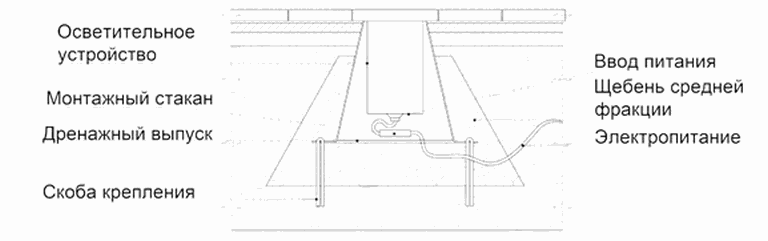 Осветительное
устройство
Монтажный стакан
Дренажный выпуск
Скоба крепления
Ввод питания
Щебень средней
фракции
Электропитание